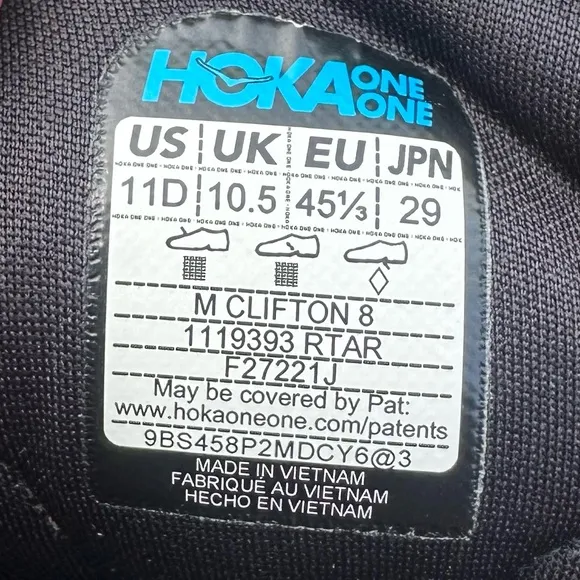 HOKA ONE ONE
US UK EU JPN
11D 10.5 45⅓ 29
M CLIFTON 8
1119393 RTAR
F27221J
May be covered by Pat:
www.hokaoneone.com/patents
9BS458P2MDCY6@3
MADE IN VIETNAM
FABRIQUÉ AU VIETNAM
HECHO EN VIETNAM